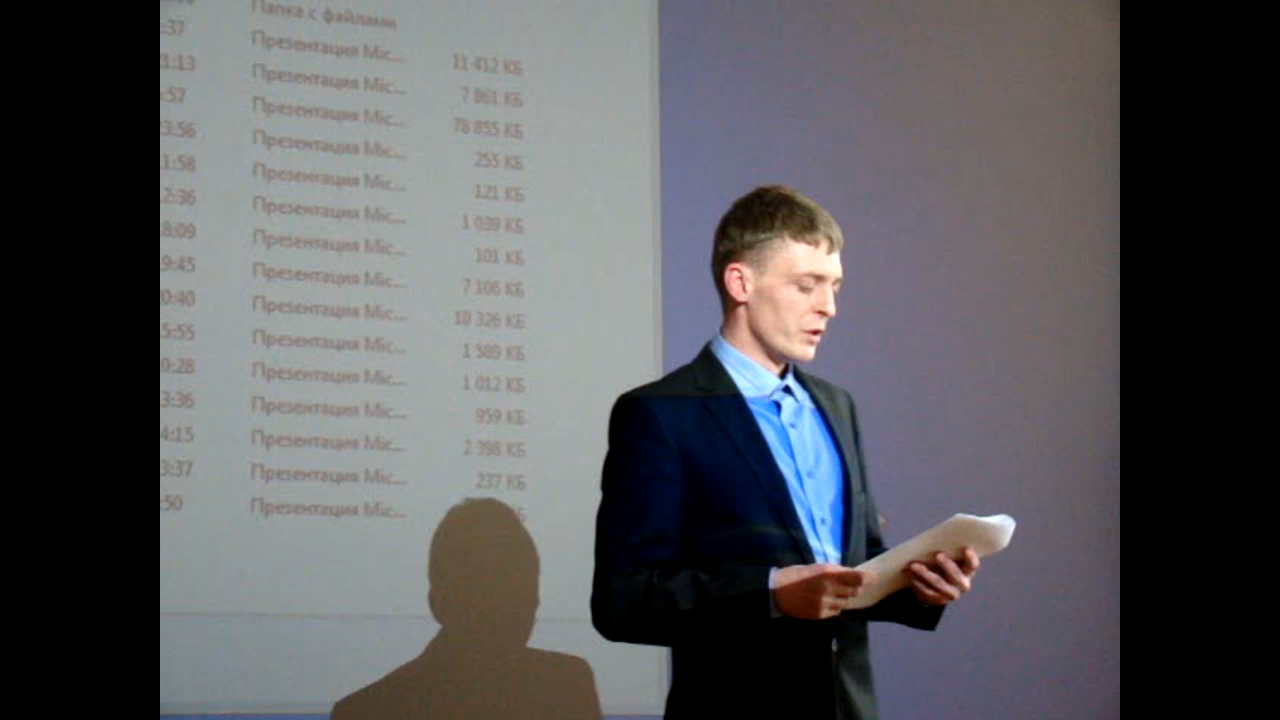 Папка с файлами
:37 Презентация Mic...
1:13 Презентация Mic... 11 412 КБ
:57 Презентация Mic... 7 861 КБ
3:56 Презентация Mic... 78 855 КБ
1:58 Презентация Mic... 255 КБ
2:36 Презентация Mic... 121 КБ
8:09 Презентация Mic... 1 039 КБ
9:45 Презентация Mic... 101 КБ
0:40 Презентация Mic... 7 106 КБ
5:55 Презентация Mic... 10 326 КБ
0:28 Презентация Mic... 1 589 КБ
3:36 Презентация Mic... 1 012 КБ
4:15 Презентация Mic... 959 КБ
3:37 Презентация Mic... 2 398 КБ
:50 Презентация Mic... 237 КБ